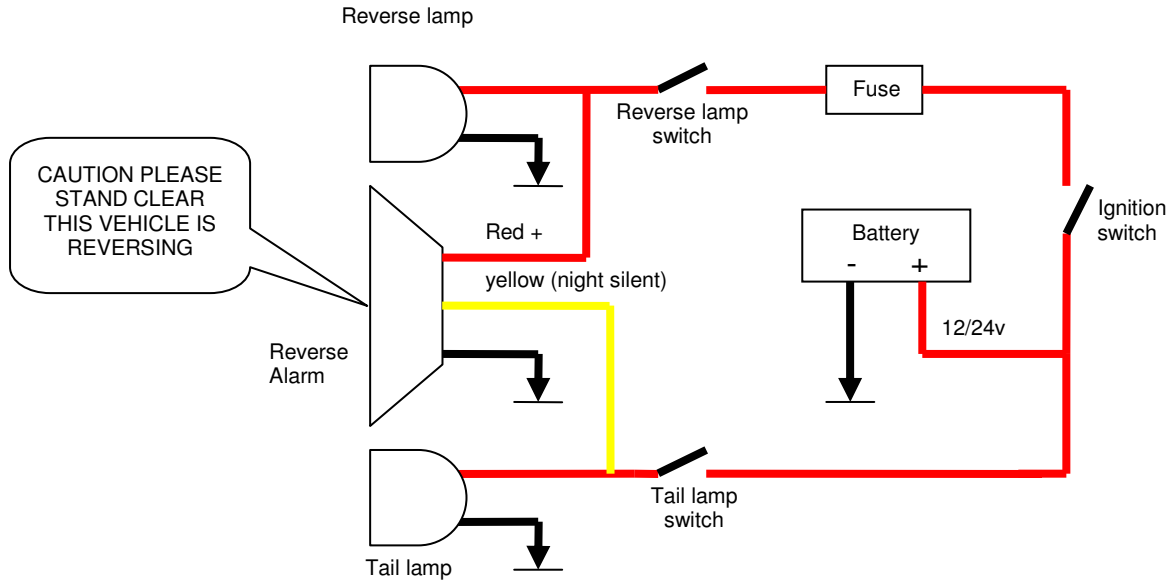 Reverse lamp
Fuse
Reverse lamp
switch
CAUTION PLEASE
STAND CLEAR
THIS VEHICLE IS
REVERSING
Ignition
switch
Battery
- +
Red +
yellow (night silent)
12/24v
Reverse
Alarm
Tail lamp
switch
Tail lamp